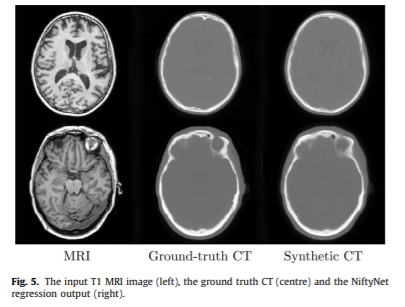 MRI Ground-truth CT Synthetic CT
Fig. 5. The input T1 MRI image (left), the ground truth CT (centre) and the NiftyNet
regression output (right).